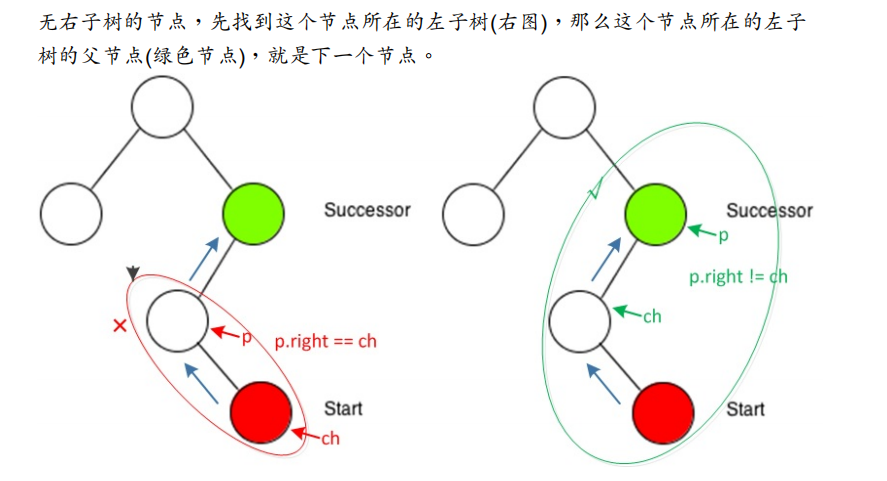 无右子树的节点，先找到这个节点所在的左子树(右图)，那么这个节点所在的左子
树的父节点(绿色节点)，就是下一个节点。
Successor
p
p.right == ch
Start
ch
Successor
p
p.right != ch
ch
Start